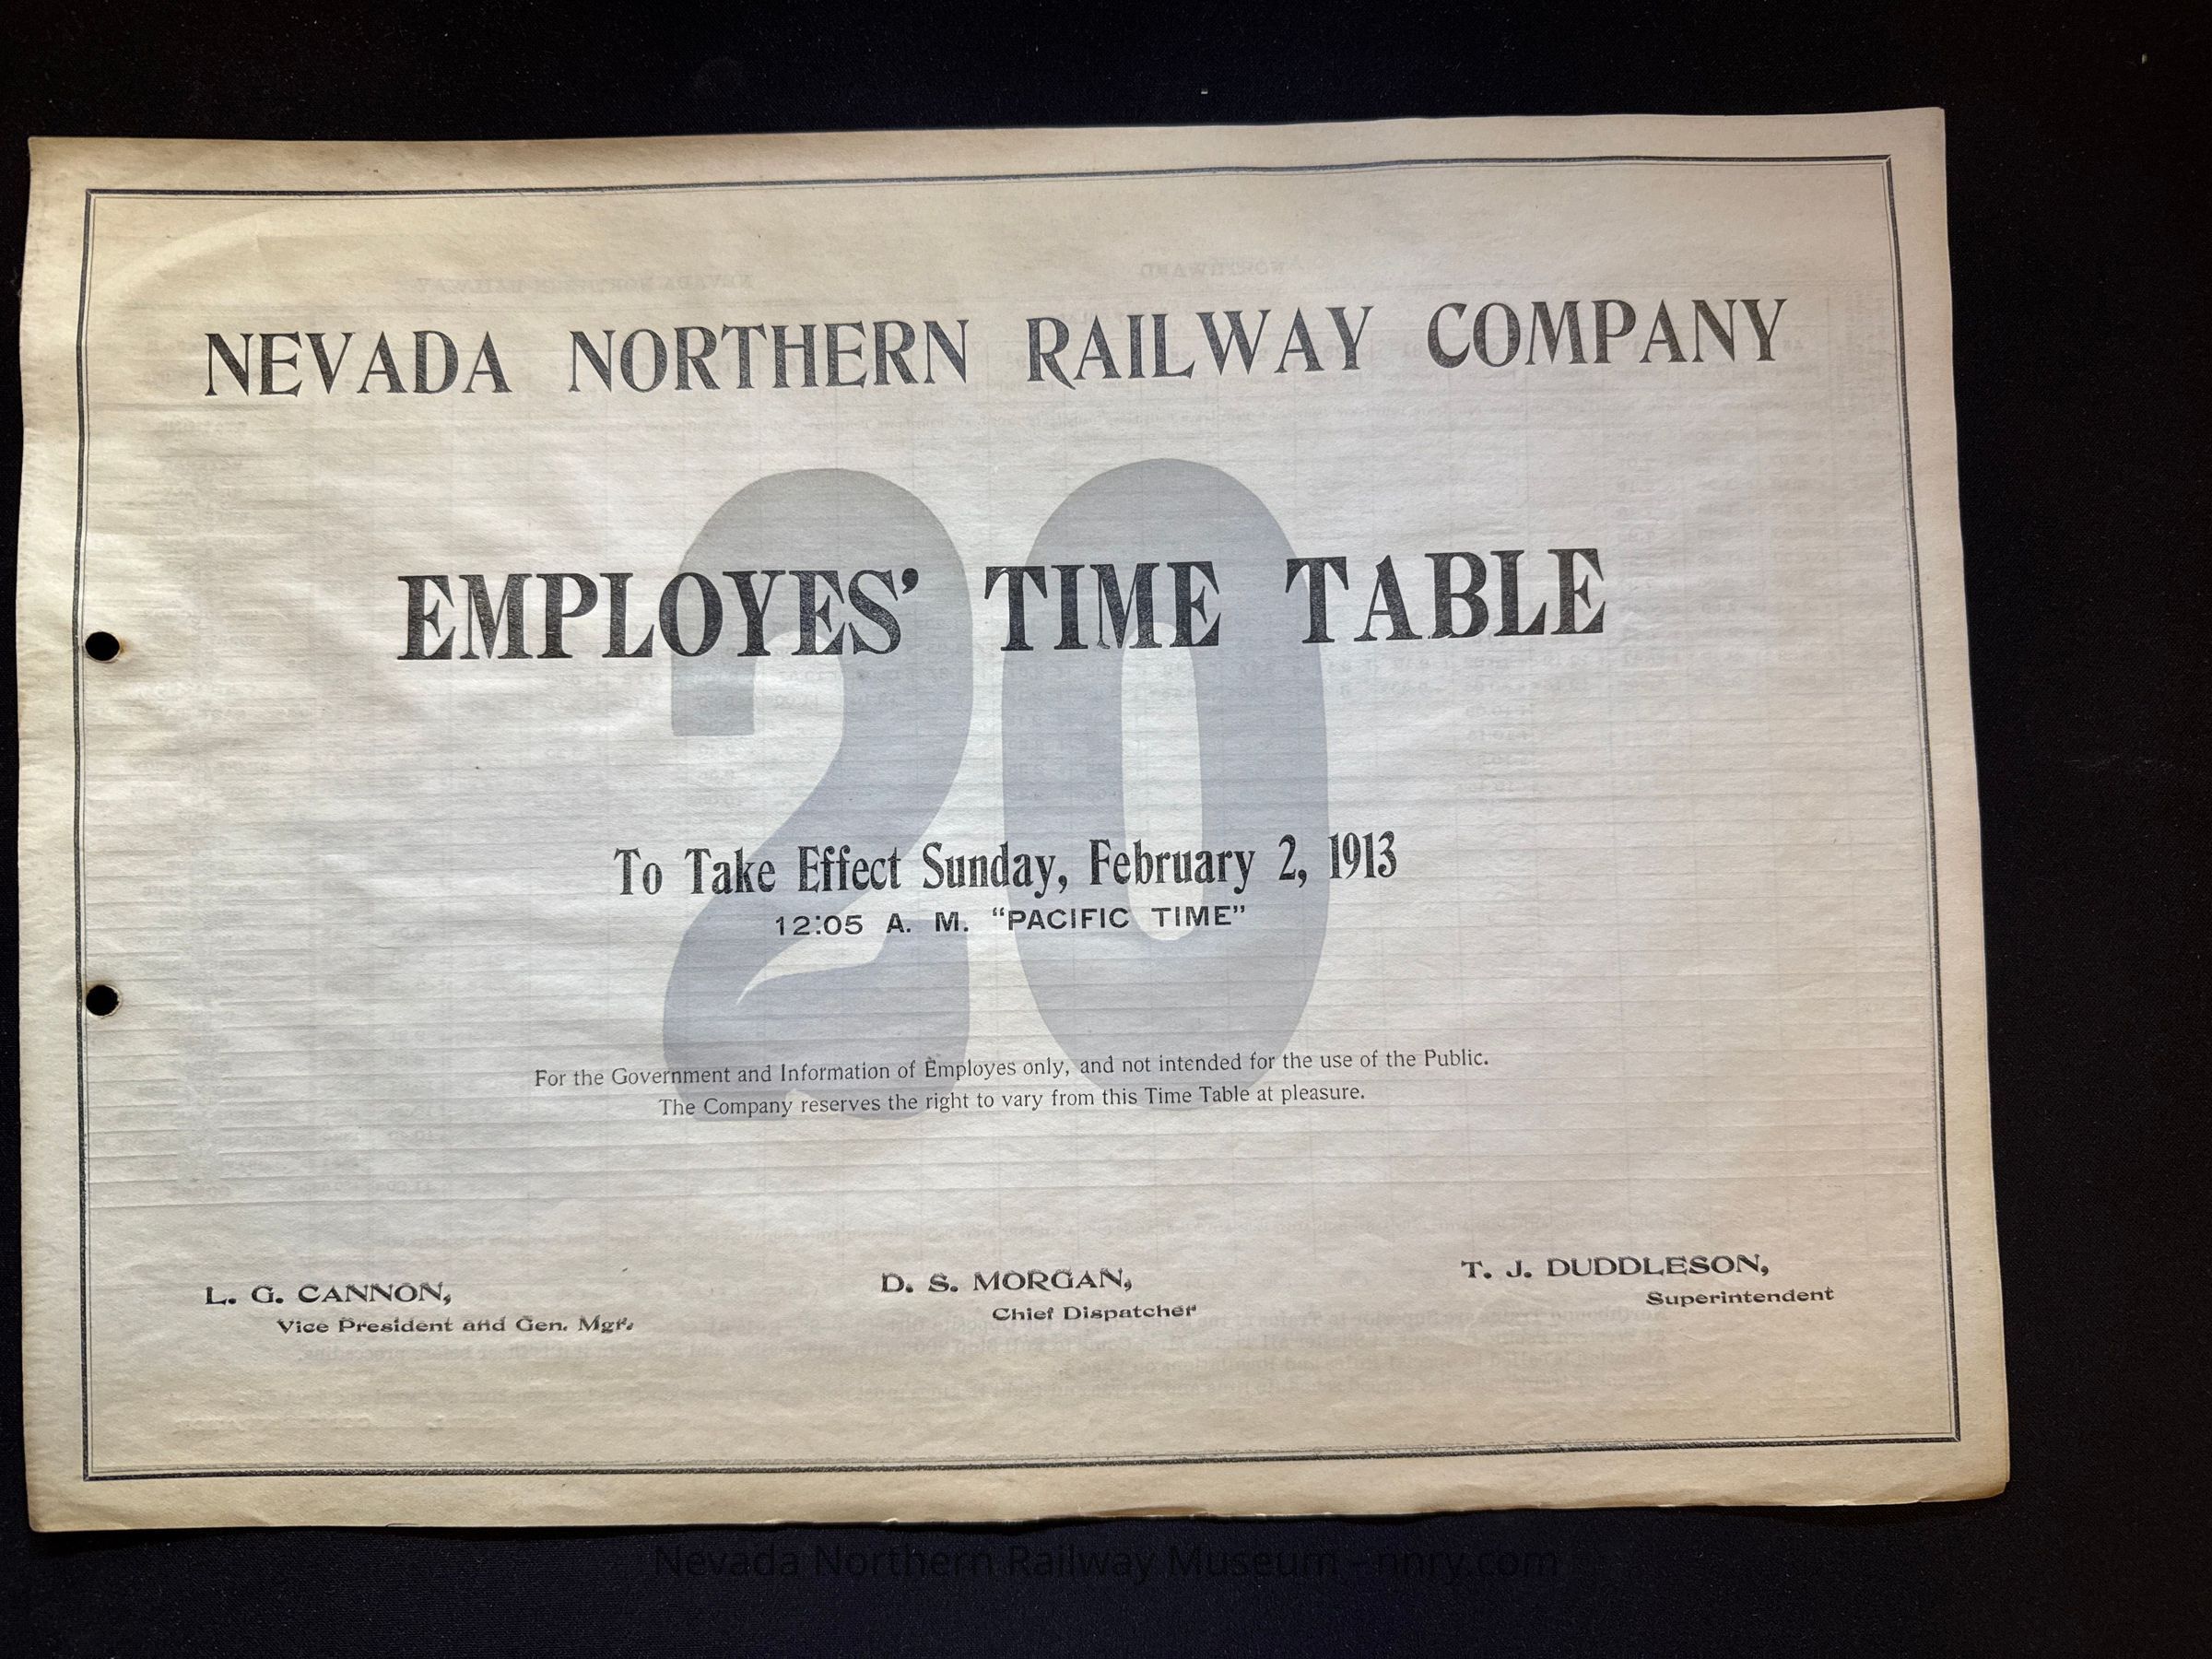 NEVADA NORTHERN RAILWAY COMPANY
20
EMPLOYES' TIME TABLE
To Take Effect Sunday, February 2, 1913
12:05 A. M. "PACIFIC TIME"
For the Government and Information of Employes only, and not intended for the use of the Public.
The Company reserves the right to vary from this Time Table at pleasure.
L. G. CANNON,
Vice President and Gen. Mgr.
D. S. MORGAN,
Chief Dispatcher
T. J. DUDDLESON,
Superintendent
Nevada Northern Railway Museum - nnry.com